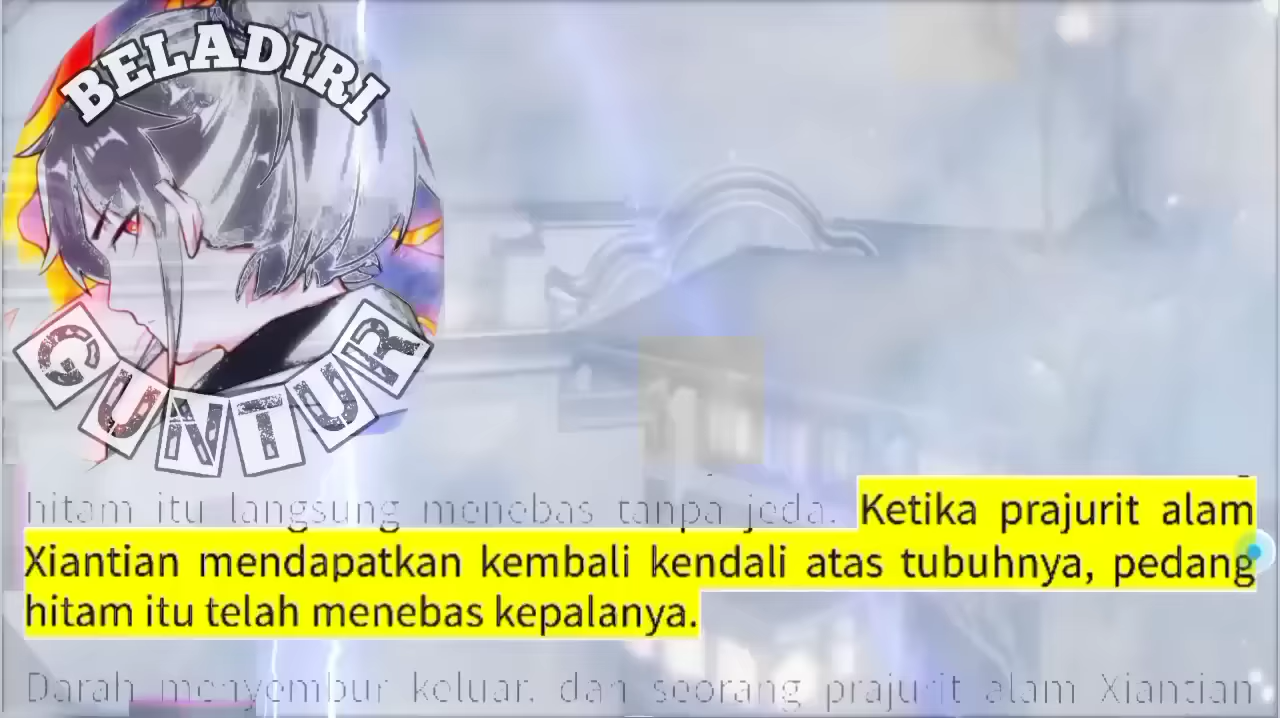 BELADIRI
GUNTUR
hitam itu langsung menebas tanpa jeda. Ketika prajurit alam
Xiantian mendapatkan kembali kendali atas tubuhnya, pedang
hitam itu telah menebas kepalanya.
Darah menyembur keluar, dan seorang prajurit alam Xiantian